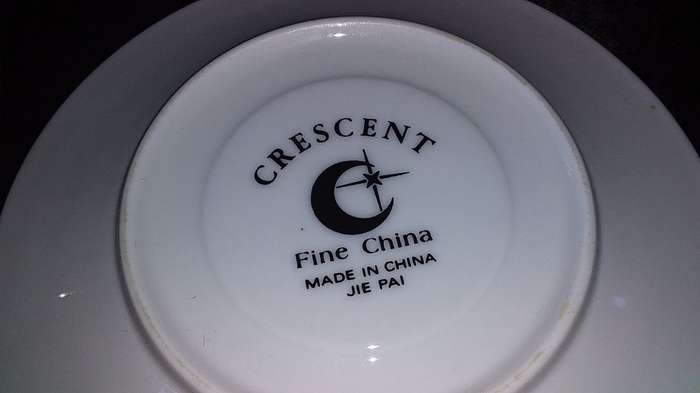 CRESCENT
Fine China
MADE IN CHINA
JIE PAI